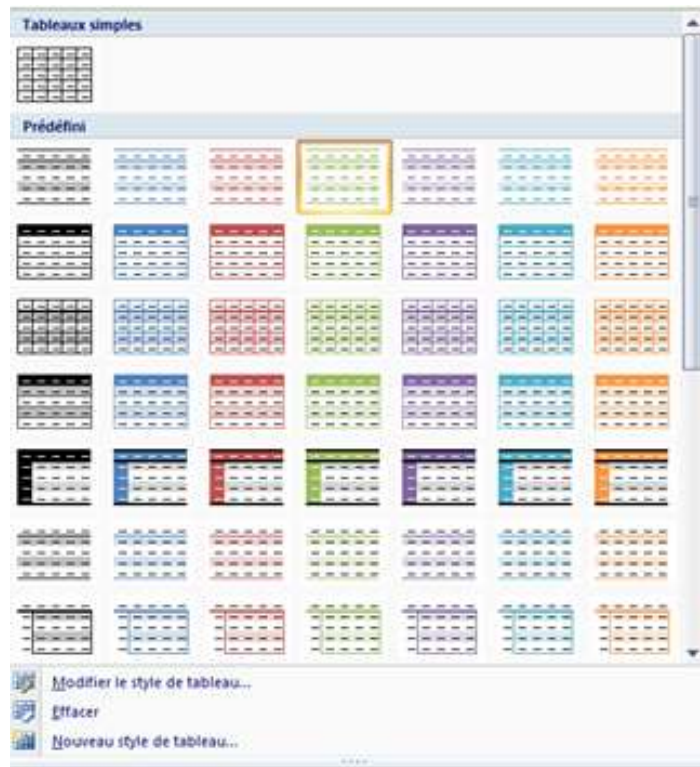 Tableaux simples
Prédéfini
Modifier le style de tableau...
Effacer
Nouveau style de tableau...